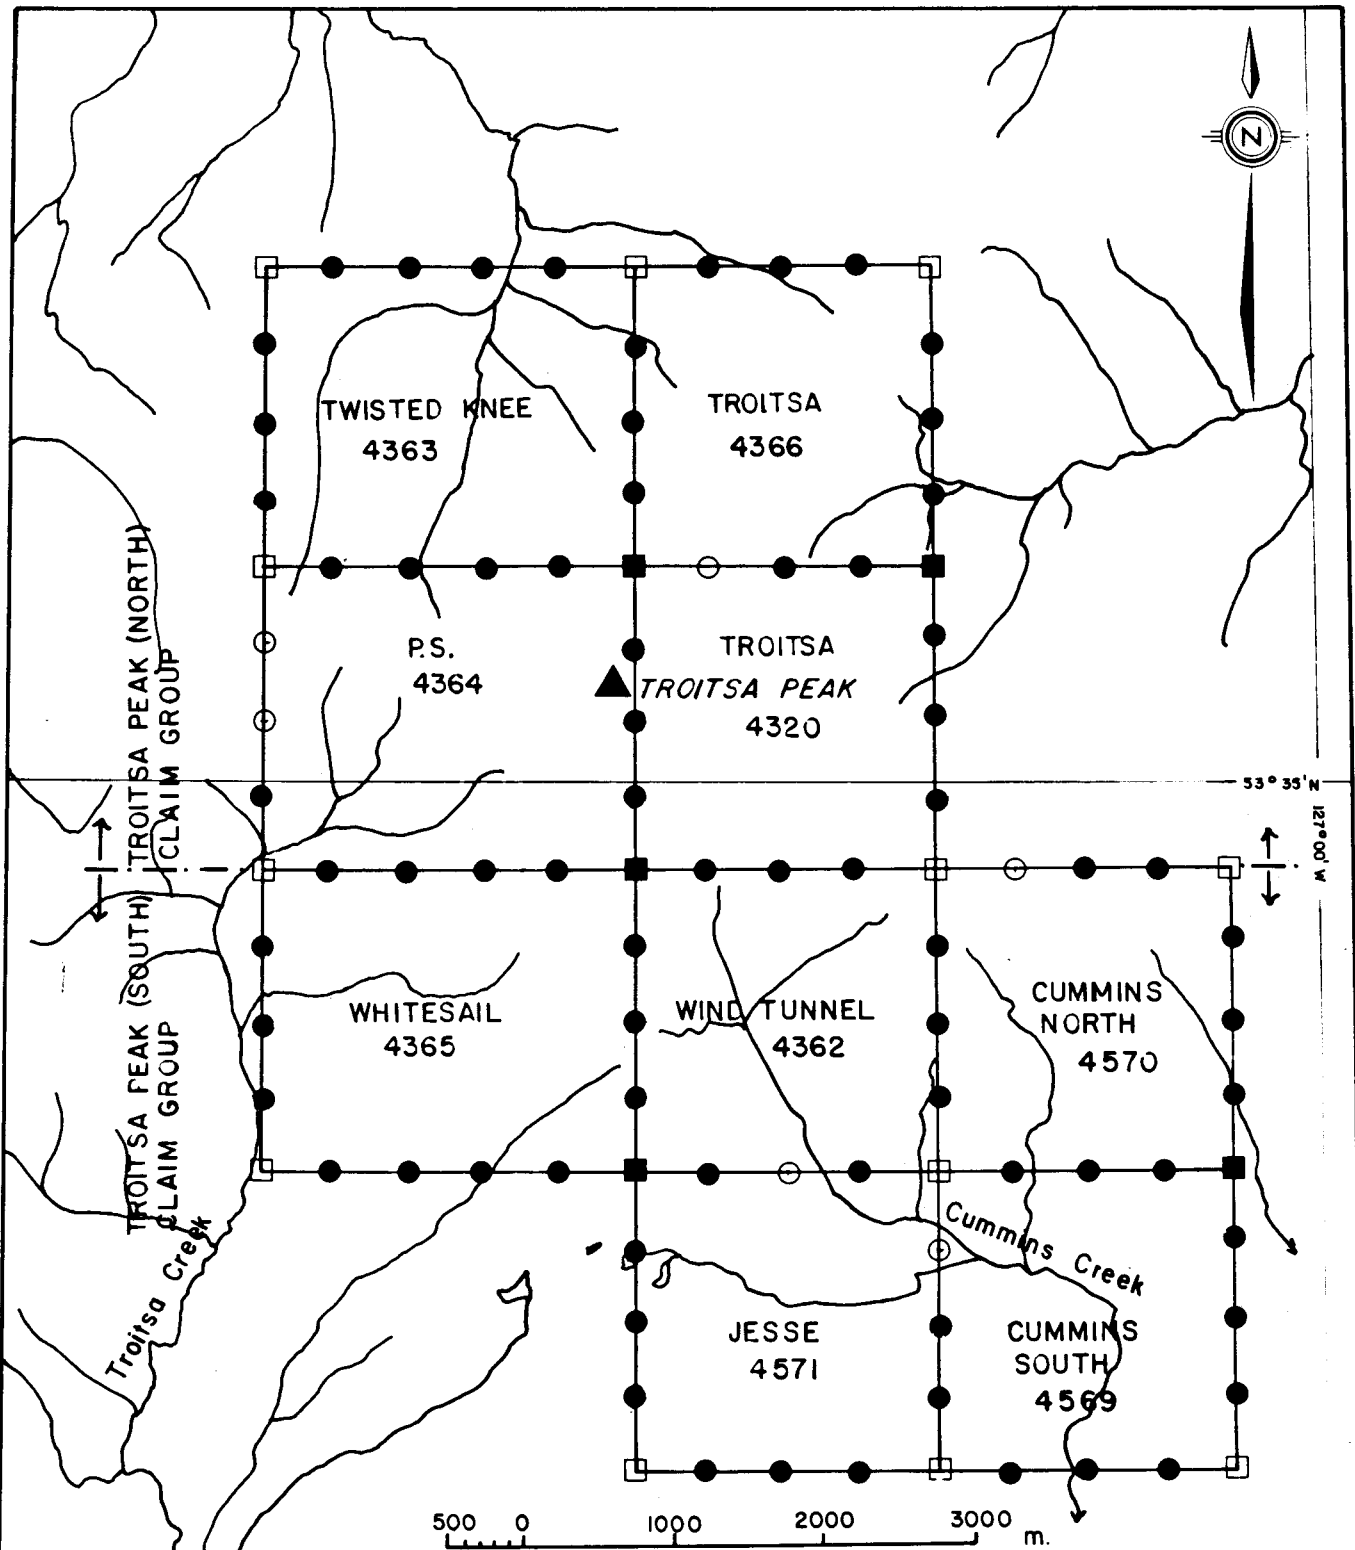 N
TWISTED KNEE
4363
TROITSA
4366
P.S.
4364
TROITSA
TROITSA PEAK
4320
53° 35' N
127° 00' W
TROITSA PEAK (NORTH)
CLAIM GROUP
TROITSA PEAK (SOUTH)
CLAIM GROUP
WHITESAIL
4365
WIND TUNNEL
4362
CUMMINS
NORTH
4570
Troitsa Creek
Cummins Creek
JESSE
4571
CUMMINS
SOUTH
4569
500 0 1000 2000 3000
m.